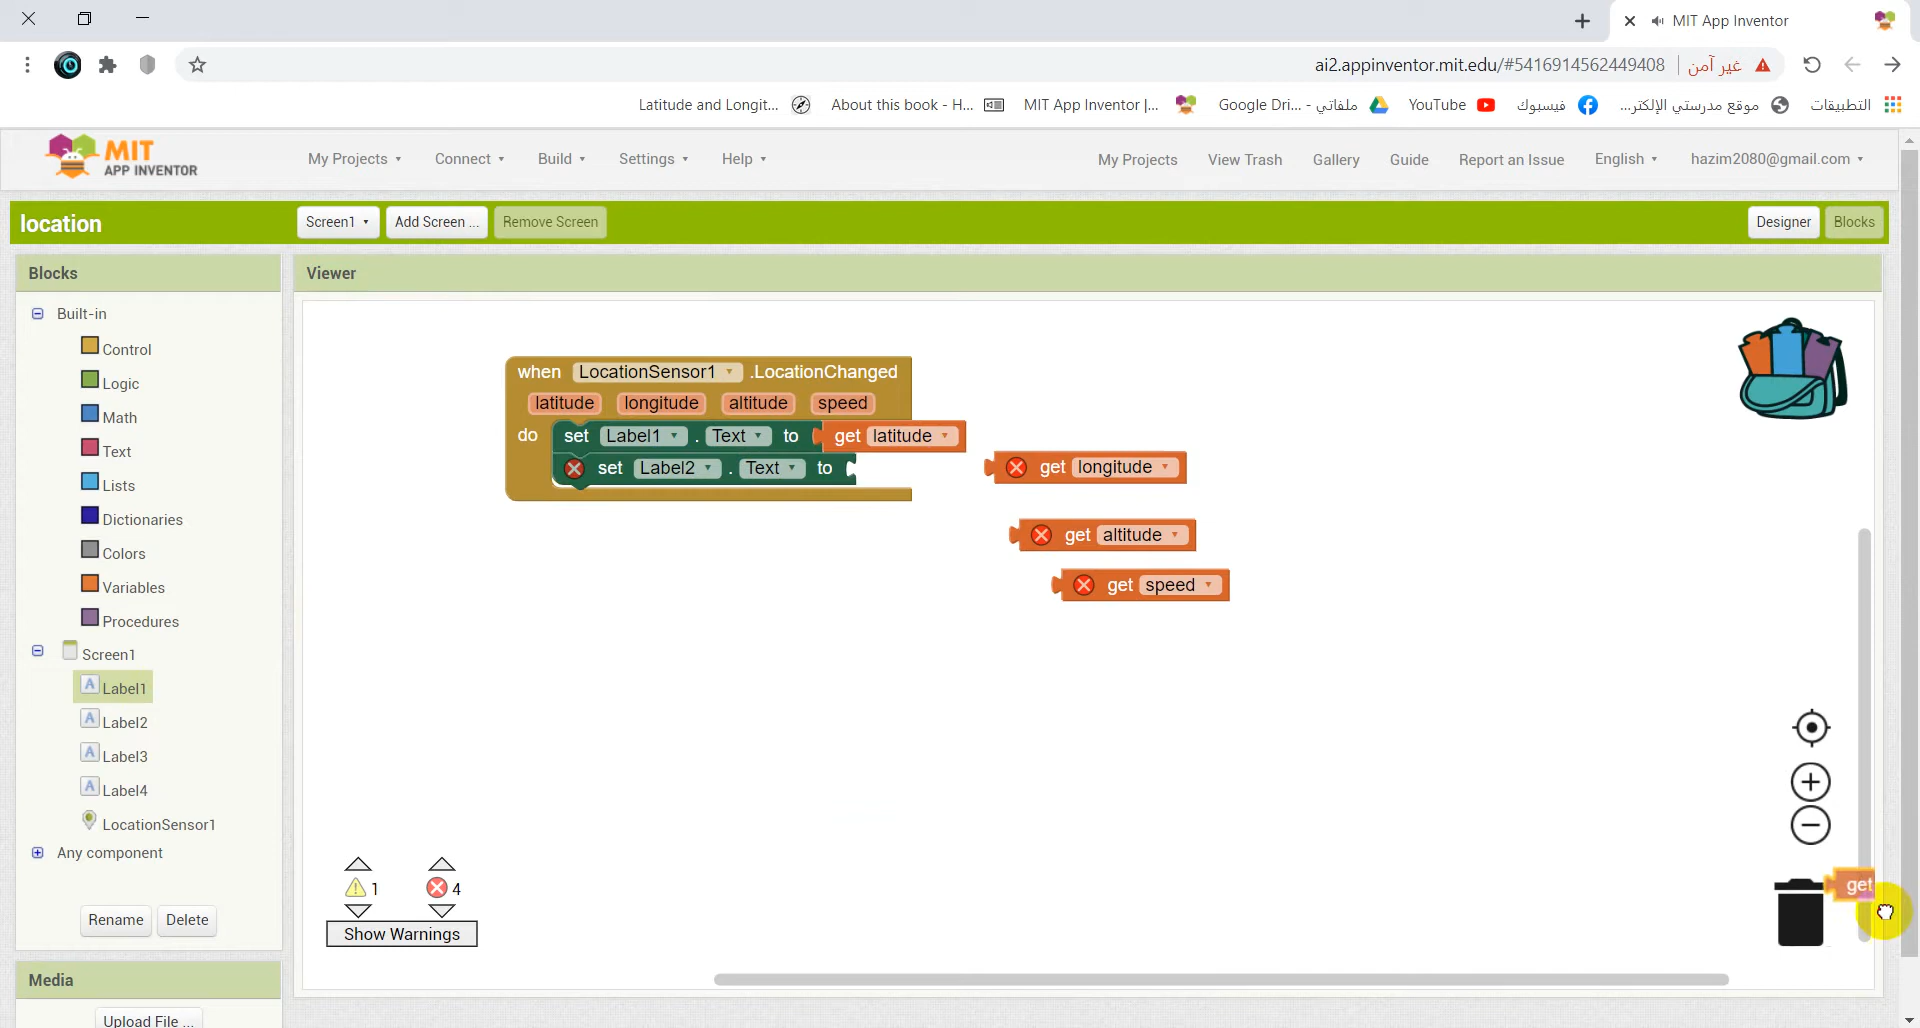 MIT App Inventor
ai2.appinventor.mit.edu/#5416914562449408
غير آمن
Latitude and Longit...
About this book - H...
MIT App Inventor |...
ملفاتي - Google Dri...
YouTube
فيسبوك
موقع مدرستي الإلكتر...
التطبيقات
MIT
APP INVENTOR
My Projects
Connect
Build
Settings
Help
My Projects
View Trash
Gallery
Guide
Report an Issue
English
hazim2080@gmail.com
location
Screen1
Add Screen ...
Remove Screen
Designer
Blocks
Blocks
Viewer
Built-in
Control
Logic
Math
Text
Lists
Dictionaries
Colors
Variables
Procedures
Screen1
Label1
Label2
Label3
Label4
LocationSensor1
Any component
Rename
Delete
Media
Upload File ...
when LocationSensor1 .LocationChanged
latitude longitude altitude speed
do set Label1 . Text to get latitude
set Label2 . Text to
get longitude
get altitude
get speed
get
1
4
Show Warnings